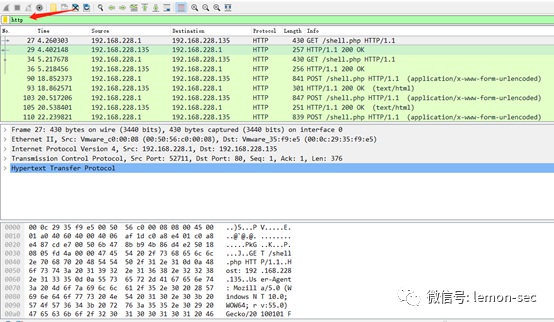 http
No. Time Source Destination Protocol Length Info
27 4.260303 192.168.228.1 192.168.228.135 HTTP 430 GET /shell.php HTTP/1.1
29 4.402148 192.168.228.135 192.168.228.1 HTTP 257 HTTP/1.1 200 OK
34 5.217678 192.168.228.1 192.168.228.135 HTTP 430 GET /shell.php HTTP/1.1
36 5.218456 192.168.228.135 192.168.228.1 HTTP 256 HTTP/1.1 200 OK
90 18.852373 192.168.228.1 192.168.228.135 HTTP 841 POST /shell.php HTTP/1.1 (application/x-www-form-urlencoded)
93 18.862571 192.168.228.135 192.168.228.1 HTTP 301 HTTP/1.1 200 OK (text/html)
103 20.517206 192.168.228.1 192.168.228.135 HTTP 847 POST /shell.php HTTP/1.1 (application/x-www-form-urlencoded)
105 20.538401 192.168.228.135 192.168.228.1 HTTP 251 HTTP/1.1 200 OK (text/html)
110 22.239821 192.168.228.1 192.168.228.135 HTTP 839 POST /shell.php HTTP/1.1 (application/x-www-form-urlencoded)
Frame 27: 430 bytes on wire (3440 bits), 430 bytes captured (3440 bits) on interface 0
Ethernet II, Src: Vmware_c0:00:08 (00:50:56:c0:00:08), Dst: Vmware_35:f9:e5 (00:0c:29:35:f9:e5)
Internet Protocol Version 4, Src: 192.168.228.1, Dst: 192.168.228.135
Transmission Control Protocol, Src Port: 52711, Dst Port: 80, Seq: 1, Ack: 1, Len: 376
Hypertext Transfer Protocol
0000 00 0c 29 35 f9 e5 00 50 56 c0 00 08 08 00 45 00 ..)5...P V.....E.
0010 01 a0 40 60 40 00 40 06 af 1d c0 a8 e4 01 c0 a8 ..@`@.@. ........
0020 e4 87 cd e7 00 50 6b 47 8b b9 4b 86 d4 e2 50 18 .....PkG ..K...P.
0030 08 05 fd 4a 00 00 47 45 54 20 2f 73 68 65 6c 6c ...J..GE T /shell
0040 2e 70 68 70 20 48 54 54 50 2f 31 2e 31 0d 0a 48 .php HTT P/1.1..H
0050 6f 73 74 3a 20 31 39 32 2e 31 36 38 2e 32 32 38 ost: 192 .168.228
0060 2e 31 33 35 0d 0a 55 73 65 72 2d 41 67 65 6e 74 .135..Us er-Agent
0070 3a 20 4d 6f 7a 69 6c 6c 61 2f 35 2e 30 20 28 57 : Mozill a/5.0 (W
0080 69 6e 64 6f 77 73 20 4e 54 20 31 30 2e 30 3b 20 indows N T 10.0;
0090 57 4f 57 36 34 3b 20 72 76 3a 35 35 2e 30 29 20 WOW64; r v:55.0)
00a0 47 65 63 6b 6f 2f 32 30 31 30 30 31 30 31 20 46 Gecko/20 100101 F
微信号: lemon-sec